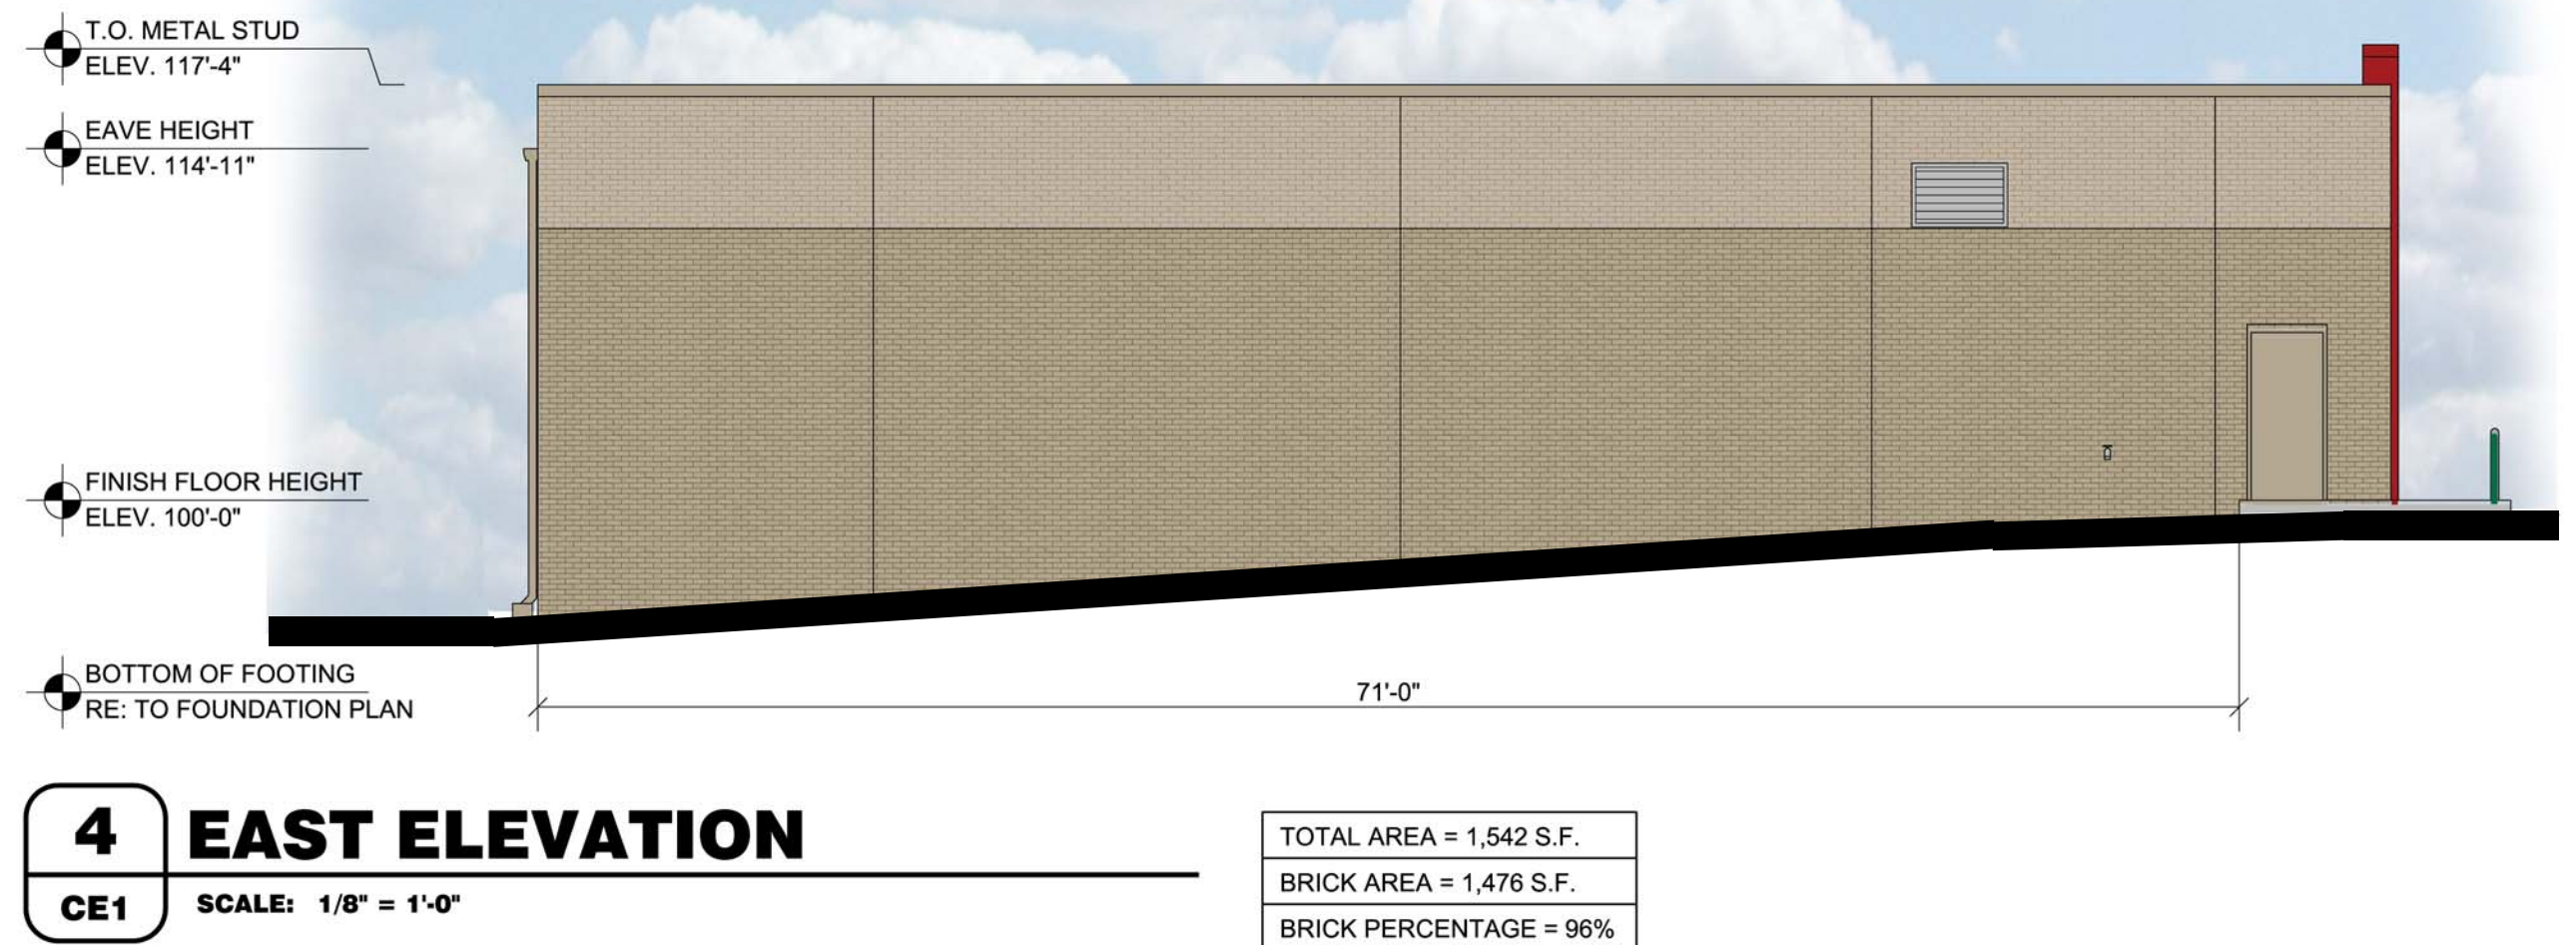 T.O. METAL STUD
ELEV. 117'-4"
EAVE HEIGHT
ELEV. 114'-11"
FINISH FLOOR HEIGHT
ELEV. 100'-0"
BOTTOM OF FOOTING
RE: TO FOUNDATION PLAN
71'-0"
4
EAST ELEVATION
CE1
SCALE: 1/8" = 1'-0"
TOTAL AREA = 1,542 S.F.
BRICK AREA = 1,476 S.F.
BRICK PERCENTAGE = 96%